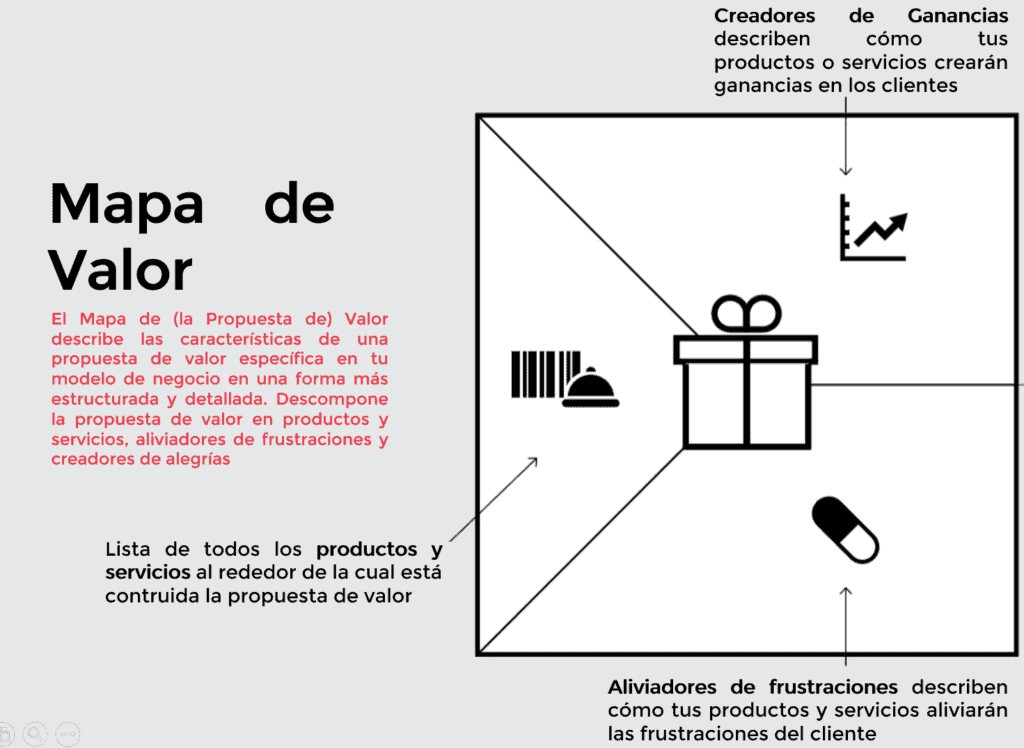 Creadores de Ganancias
describen cómo tus
productos o servicios crearán
ganancias en los clientes
Mapa de
Valor
El Mapa de (la Propuesta de) Valor
describe las características de una
propuesta de valor específica en tu
modelo de negocio en una forma más
estructurada y detallada. Descompone
la propuesta de valor en productos y
servicios, aliviadores de frustraciones y
creadores de alegrías
Lista de todos los productos y
servicios al rededor de la cual está
contruida la propuesta de valor
Aliviadores de frustraciones describen
cómo tus productos y servicios aliviarán
las frustraciones del cliente